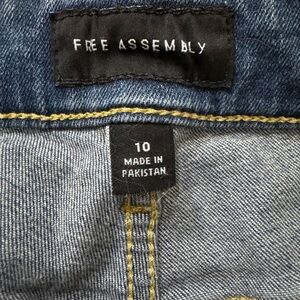 FREE ASSEMBLY
10
MADE IN
PAKISTAN